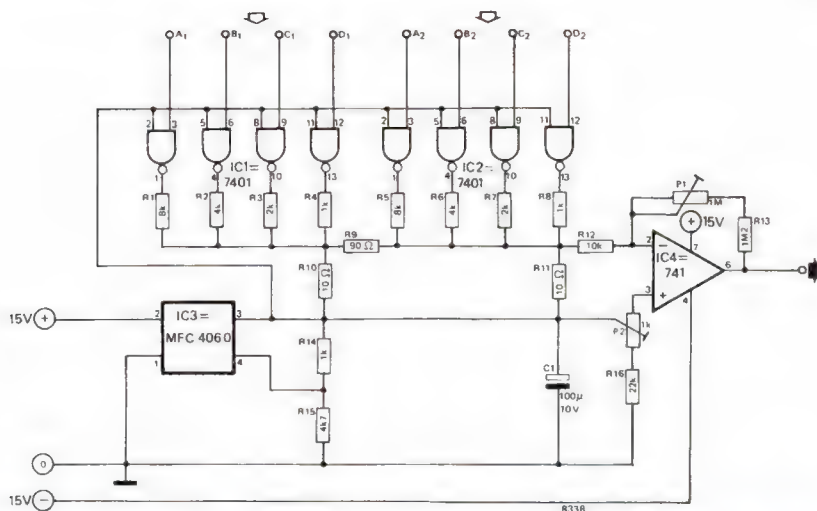 A1 B1 C1 D1 A2 B2 C2 D2
2 3 5 6 8 9 11 12 2 3 5 6 8 9 11 12
IC1= 7401
IC2= 7401
1 4 10 13 1 4 10 13
R1 8k
R2 4k
R3 2k
R4 1k
R5 8k
R6 4k
R7 2k
R8 1k
P1 1M
R9 90 Ω
R12 10k
15V +
R13 1M2
2 −
7
IC4= 741
6
3 +
4
R10 10 Ω
R11 10 Ω
15V +
2
IC3= MFC 4060
3
1
4
P2 1k
R14 1k
C1 100μ 10V
R16 22k
R15 4k7
0
15V −
8338